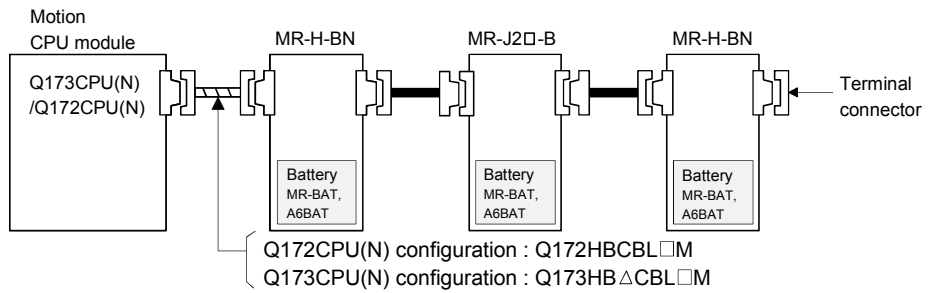 Motion
CPU module
MR-H-BN
MR-J2□-B
MR-H-BN
Q173CPU(N)
/Q172CPU(N)
Terminal
connector
Battery
MR-BAT,
A6BAT
Battery
MR-BAT,
A6BAT
Battery
MR-BAT,
A6BAT
Q172CPU(N) configuration : Q172HBCBL□M
Q173CPU(N) configuration : Q173HB△CBL□M